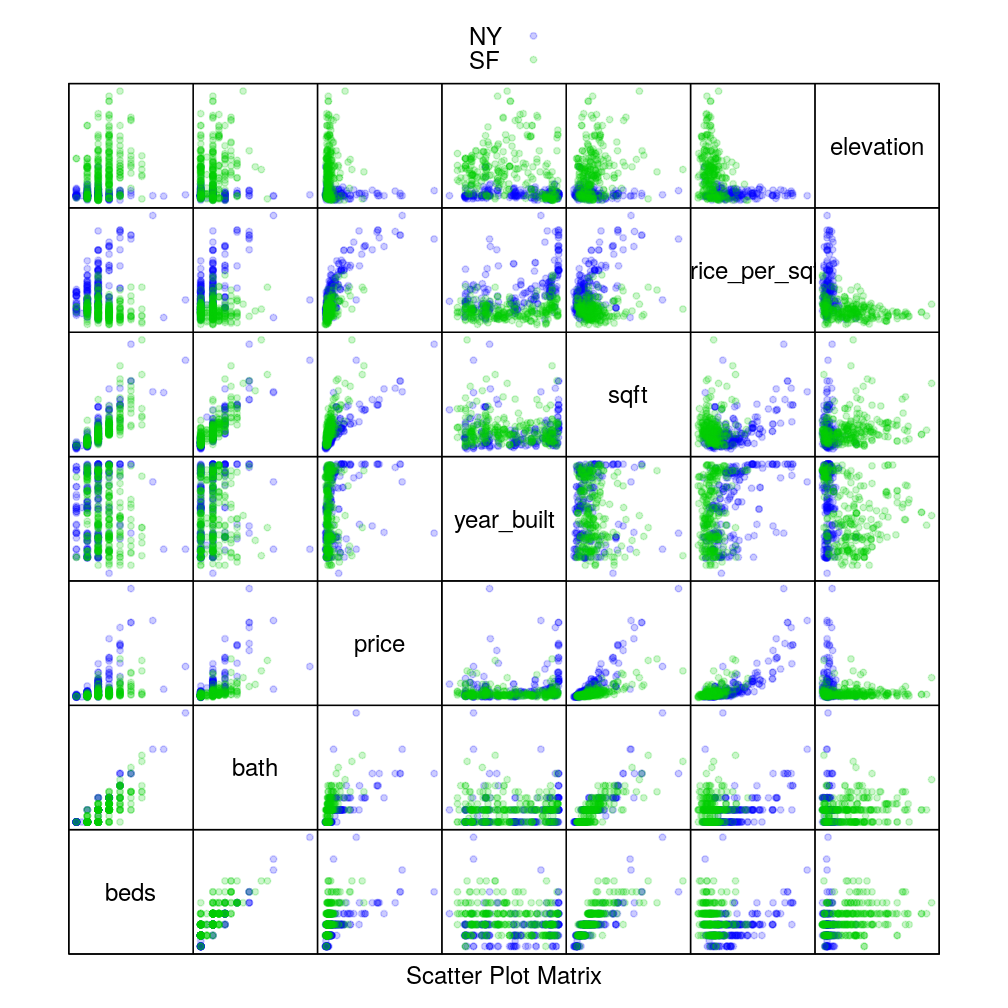 NY
SF
elevation
rice_per_sq
sqft
year_built
price
bath
beds
Scatter Plot Matrix